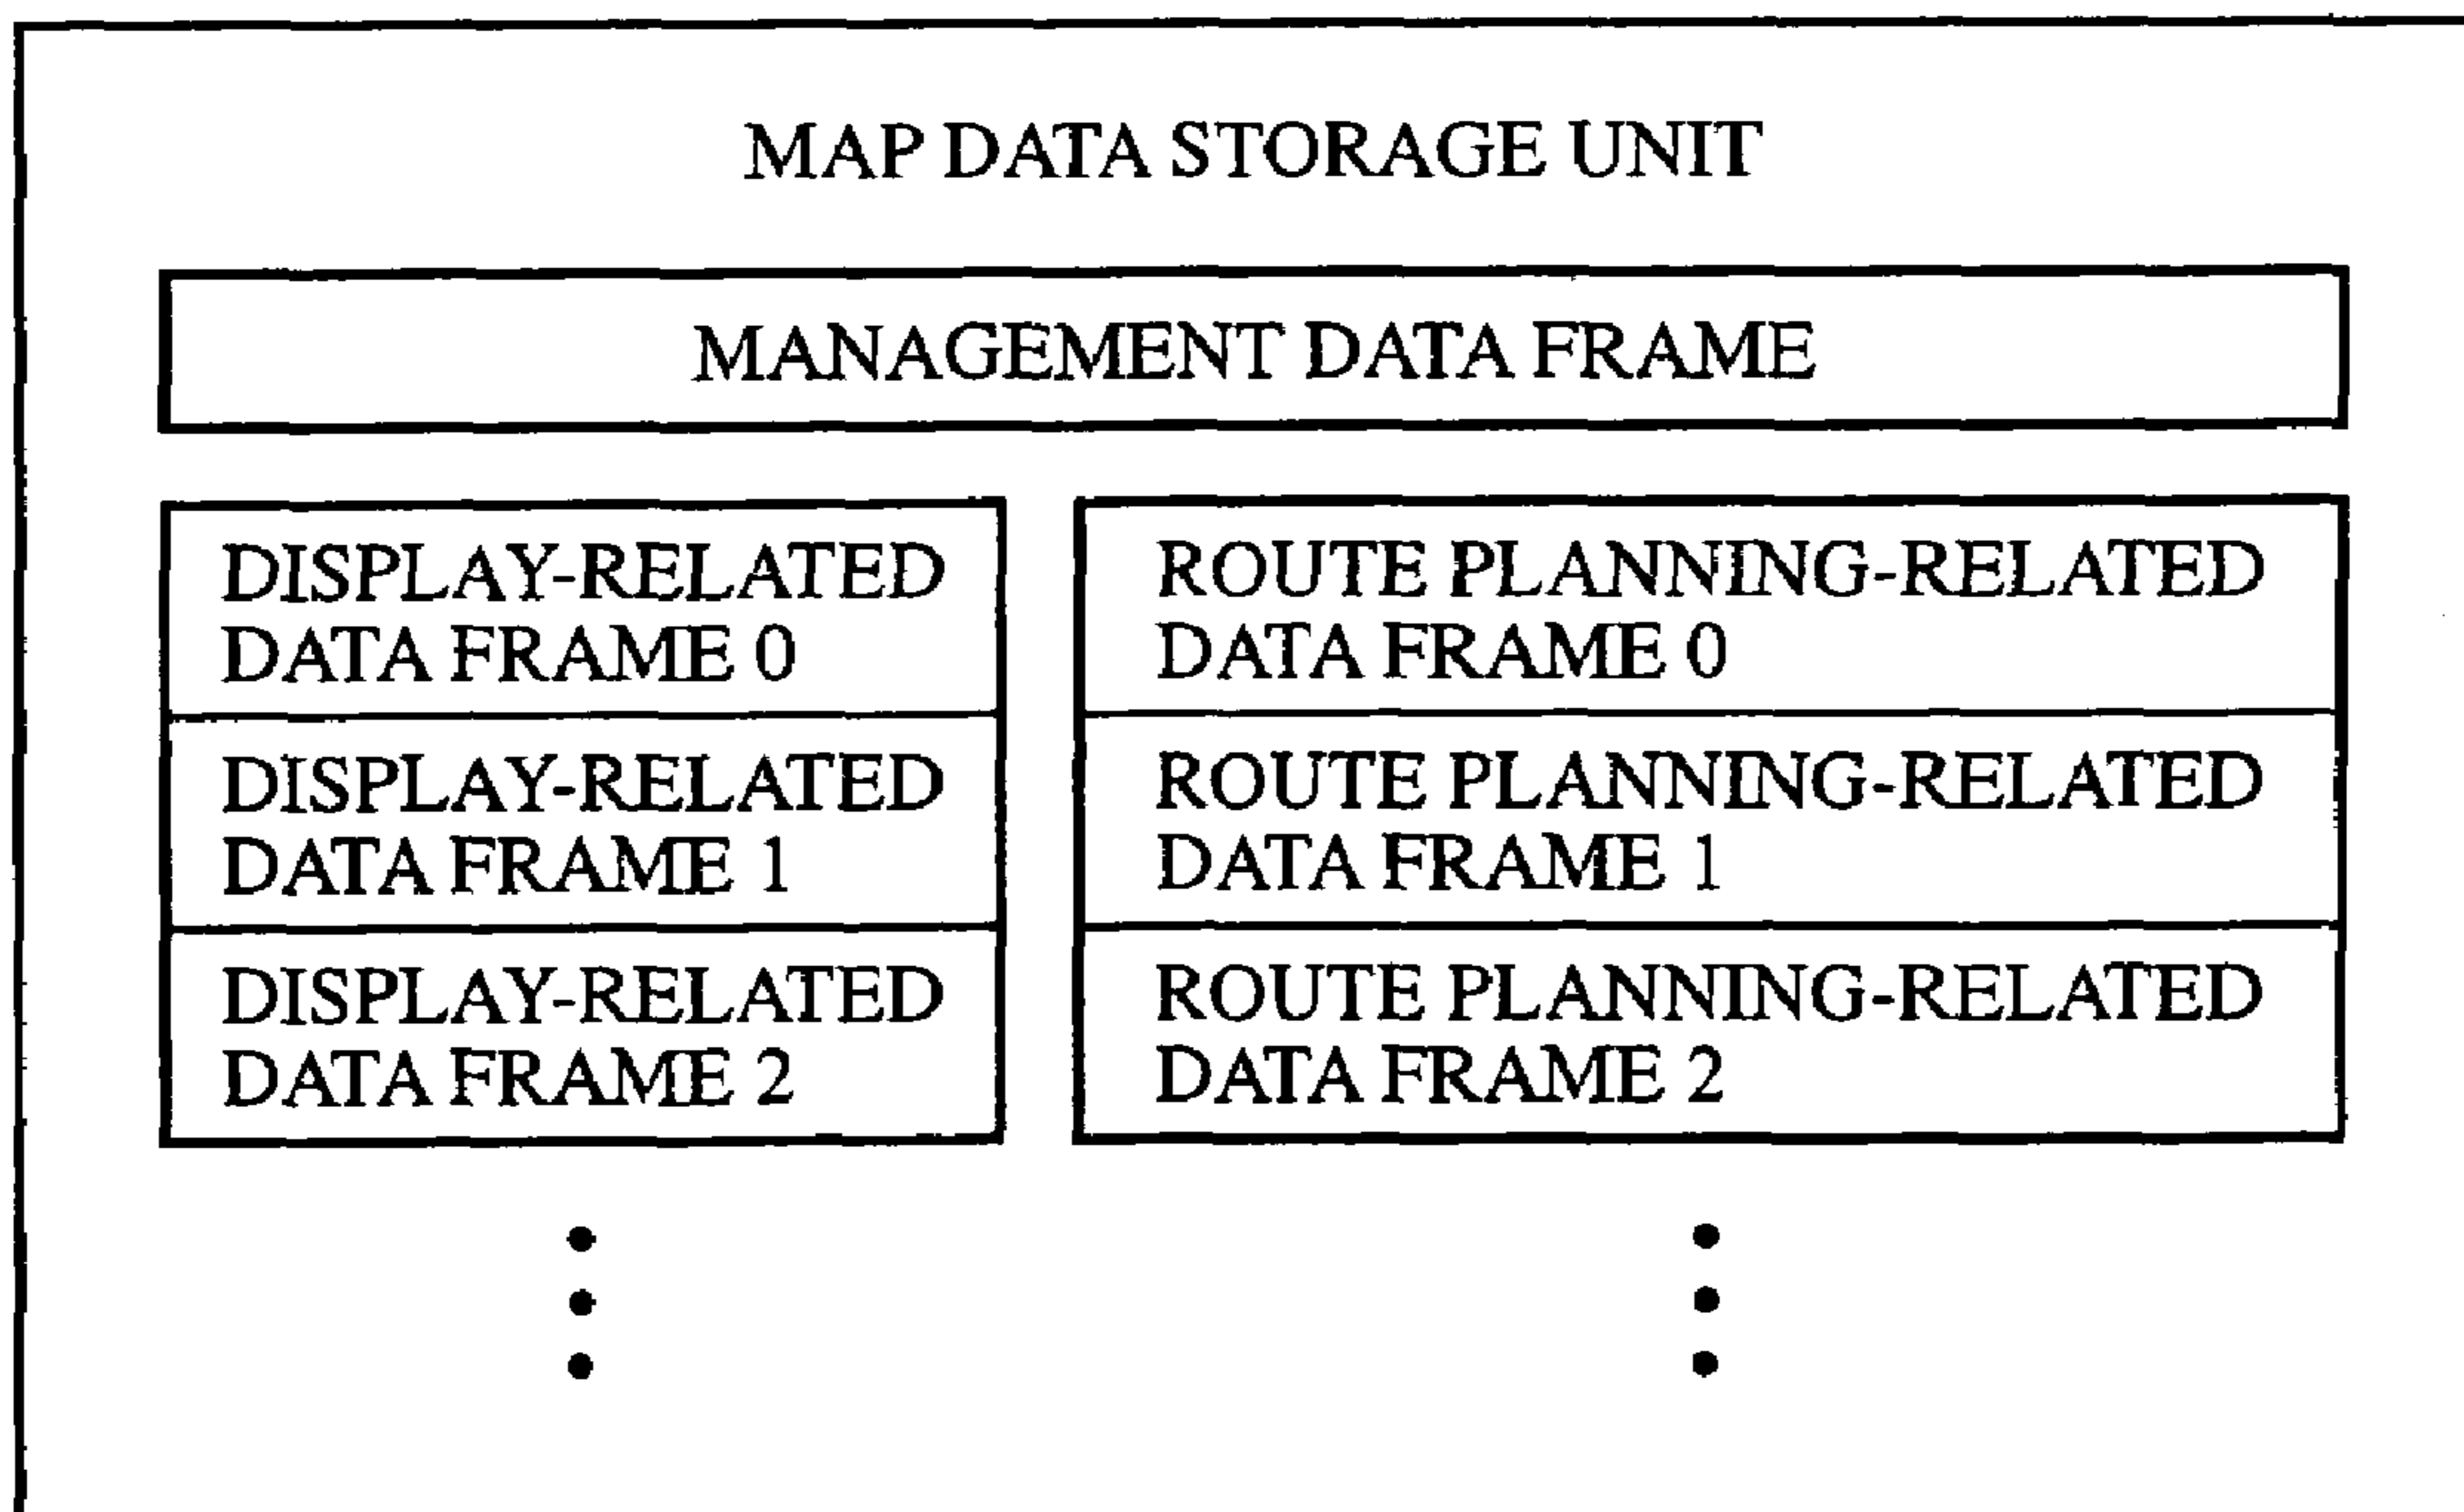 MAP DATA STORAGE UNIT
MANAGEMENT DATA FRAME
DISPLAY-RELATED
DATA FRAME 0
DISPLAY-RELATED
DATA FRAME 1
DISPLAY-RELATED
DATA FRAME 2
ROUTE PLANNING-RELATED
DATA FRAME 0
ROUTE PLANNING-RELATED
DATA FRAME 1
ROUTE PLANNING-RELATED
DATA FRAME 2